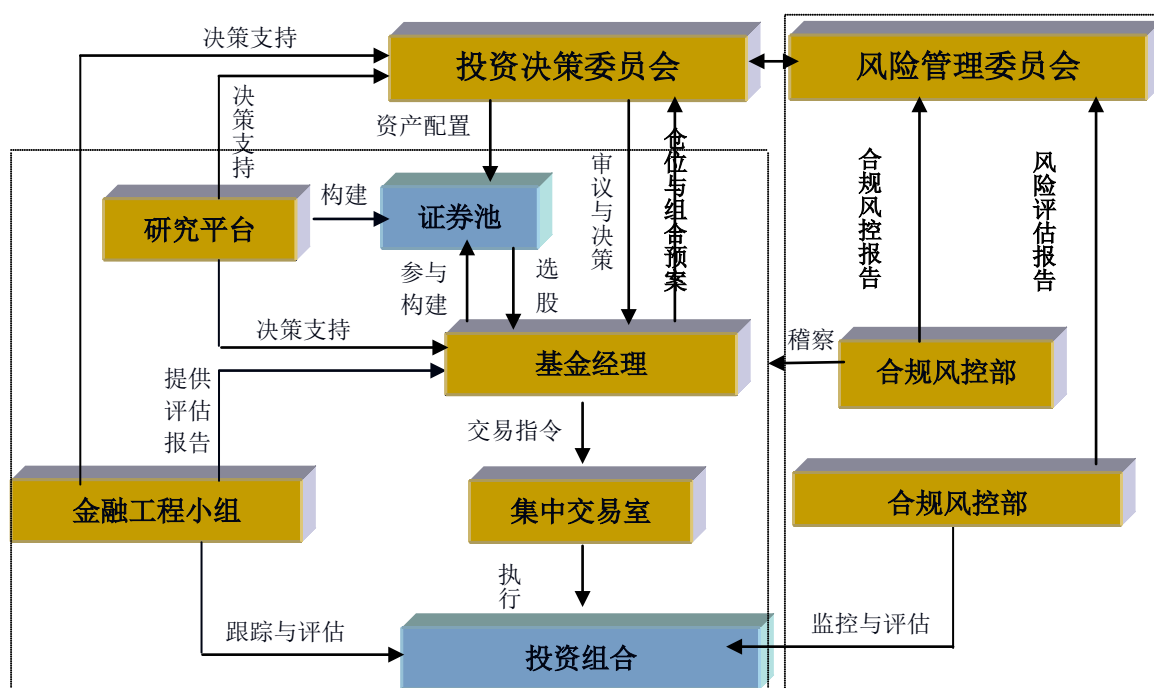 决策支持
投资决策委员会
风险管理委员会
决策支持
资产配置
审议与决策
仓位与组合预案
合规风控报告
风险评估报告
研究平台
构建
证券池
参与
构建
选股
决策支持
基金经理
稽察
合规风控部
提供
评估
报告
交易指令
金融工程小组
集中交易室
合规风控部
执行
跟踪与评估
投资组合
监控与评估